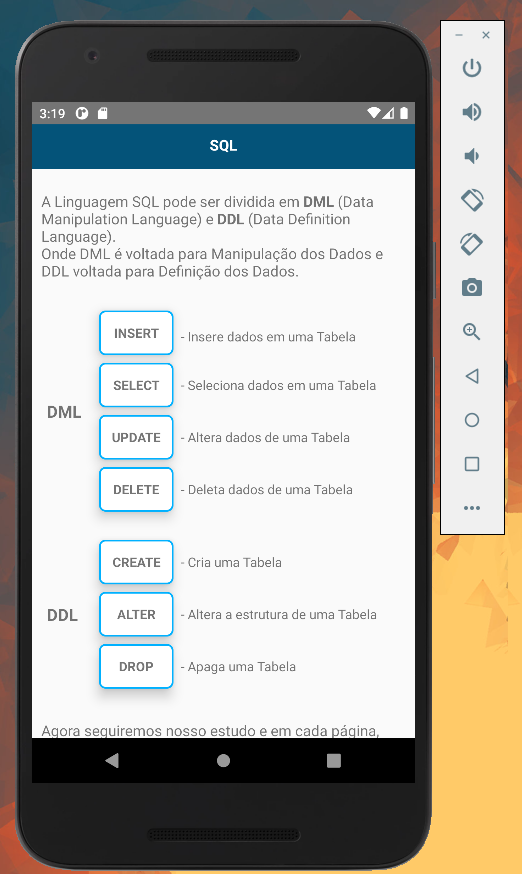 3:19
SQL
A Linguagem SQL pode ser dividida em DML (Data
Manipulation Language) e DDL (Data Definition
Language).
Onde DML é voltada para Manipulação dos Dados e
DDL voltada para Definição dos Dados.
INSERT - Insere dados em uma Tabela
SELECT - Seleciona dados em uma Tabela
DML
UPDATE - Altera dados de uma Tabela
DELETE - Deleta dados de uma Tabela
CREATE - Cria uma Tabela
DDL ALTER - Altera a estrutura de uma Tabela
DROP - Apaga uma Tabela
Agora seguiremos nosso estudo e em cada página,